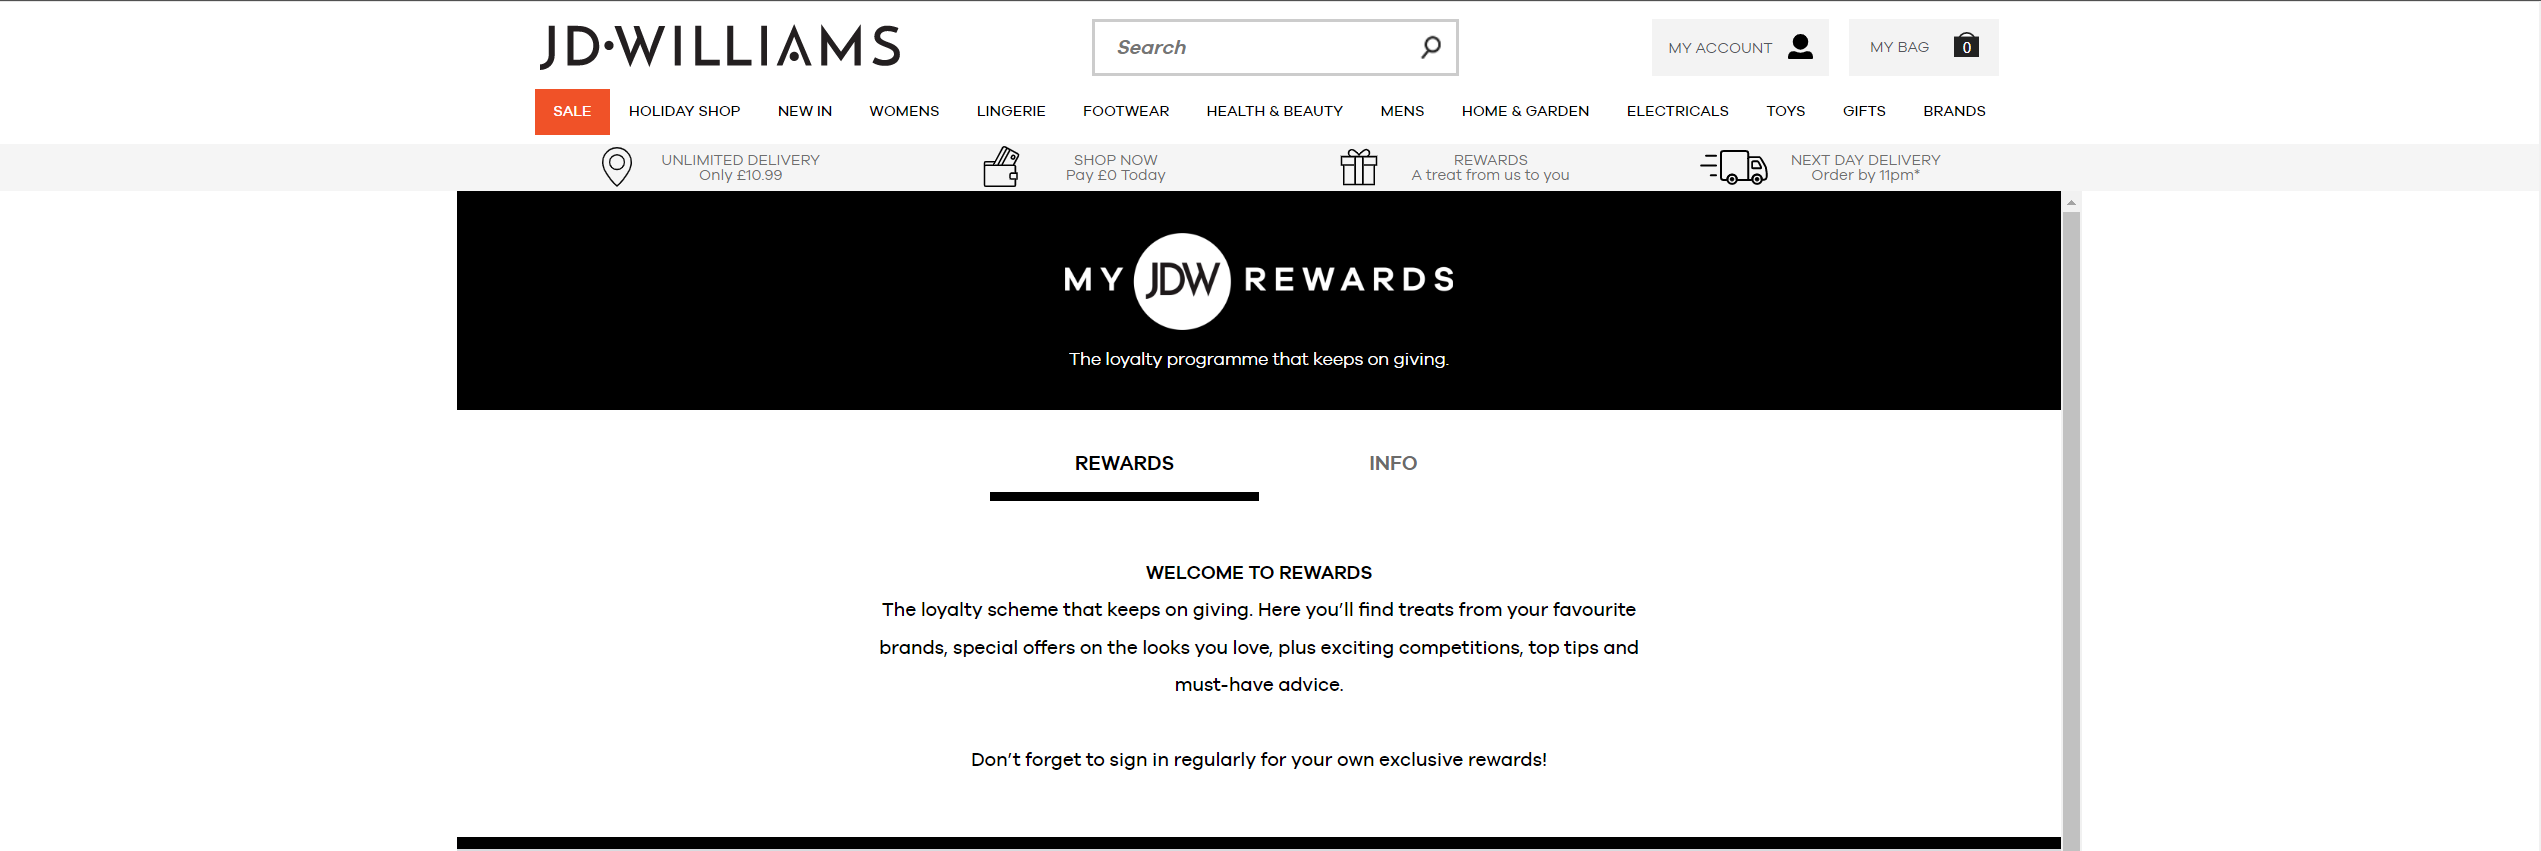 JD·WILLIAMS
Search
MY ACCOUNT
MY BAG 0
SALE HOLIDAY SHOP NEW IN WOMENS LINGERIE FOOTWEAR HEALTH & BEAUTY MENS HOME & GARDEN ELECTRICALS TOYS GIFTS BRANDS
UNLIMITED DELIVERY
Only £10.99
SHOP NOW
Pay £0 Today
REWARDS
A treat from us to you
NEXT DAY DELIVERY
Order by 11pm*
MY JDW REWARDS
The loyalty programme that keeps on giving.
REWARDS INFO
WELCOME TO REWARDS
The loyalty scheme that keeps on giving. Here you’ll find treats from your favourite
brands, special offers on the looks you love, plus exciting competitions, top tips and
must-have advice.
Don’t forget to sign in regularly for your own exclusive rewards!